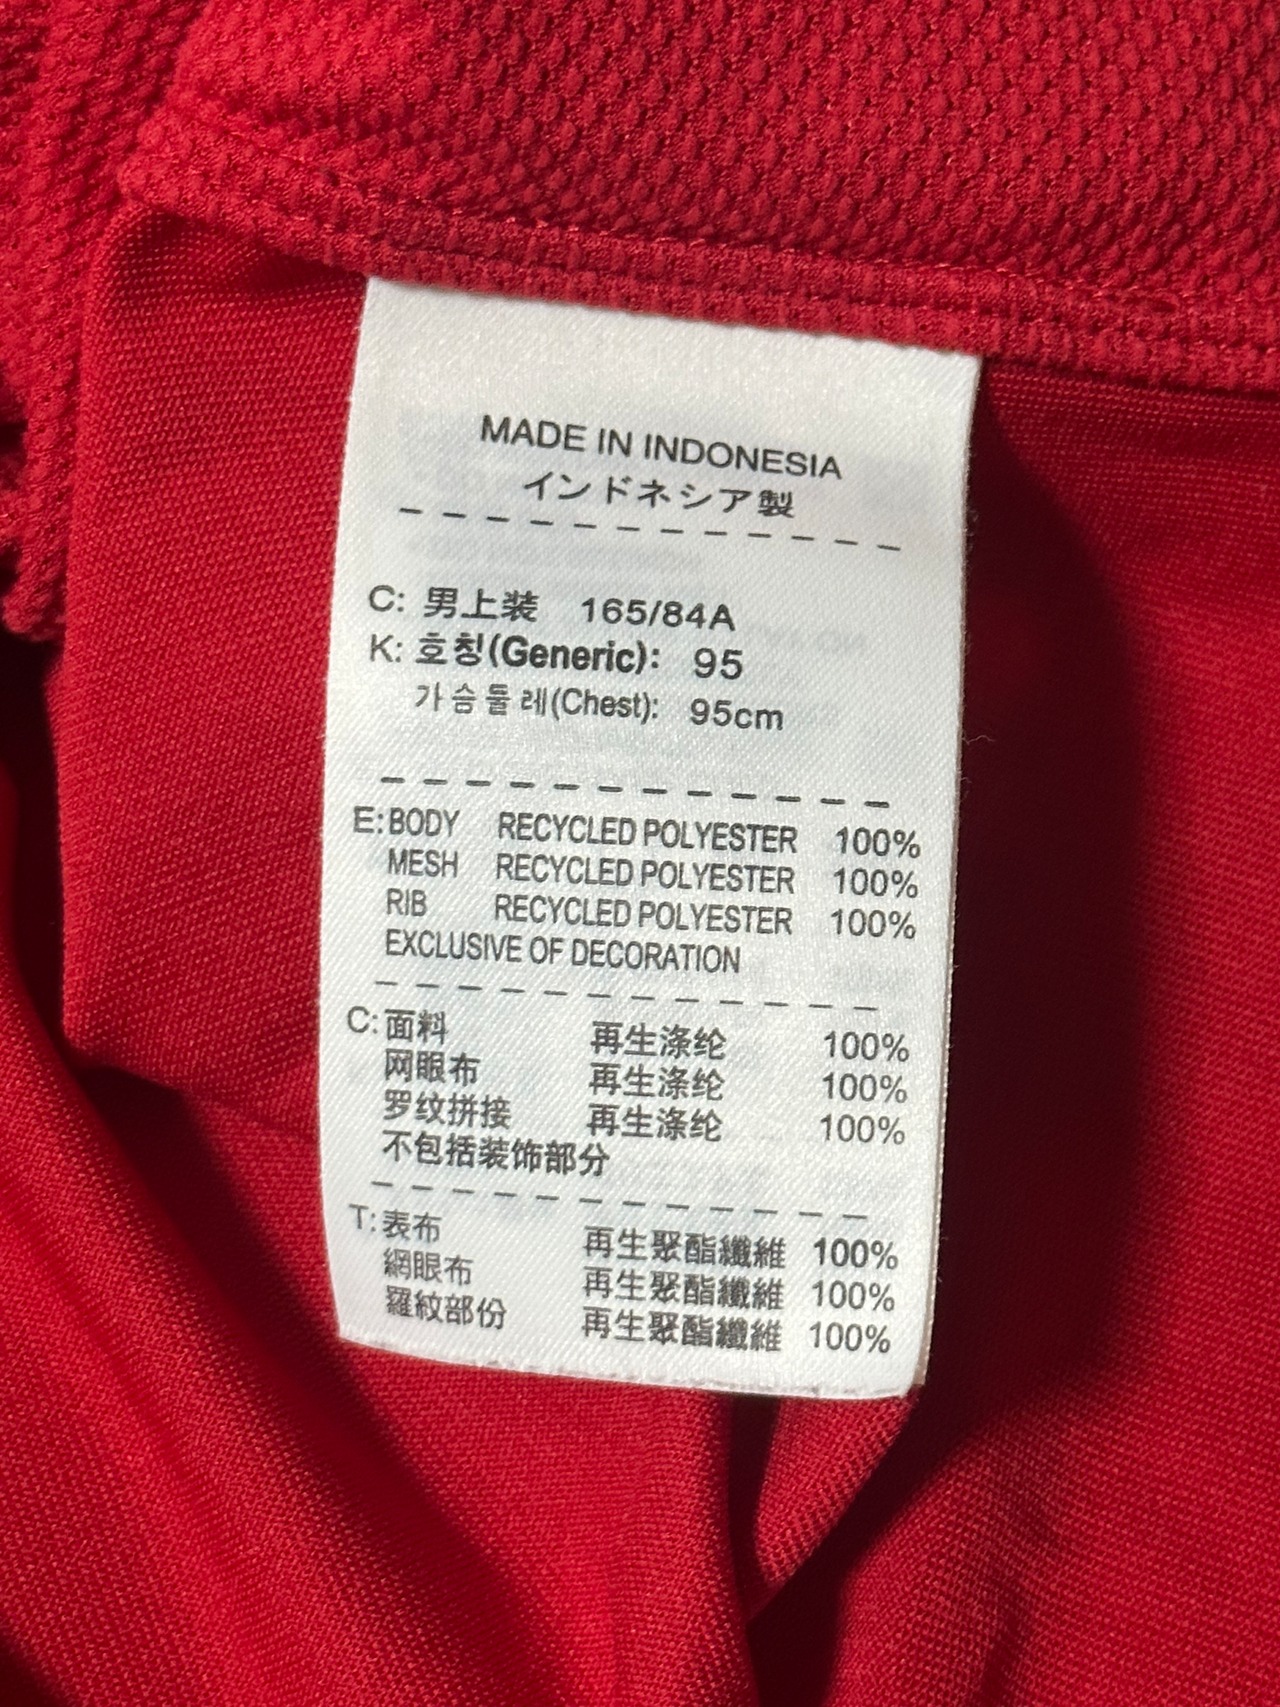 MADE IN INDONESIA
インドネシア製
C: 男上装 165/84A
K: 호칭(Generic): 95
가슴둘레(Chest): 95cm
E: BODY RECYCLED POLYESTER 100%
MESH RECYCLED POLYESTER 100%
RIB RECYCLED POLYESTER 100%
EXCLUSIVE OF DECORATION
C: 面料 再生涤纶 100%
网眼布 再生涤纶 100%
罗纹拼接 再生涤纶 100%
不包括装饰部分
T: 表布 再生聚酯纖維 100%
網眼布 再生聚酯纖維 100%
羅紋部份 再生聚酯纖維 100%